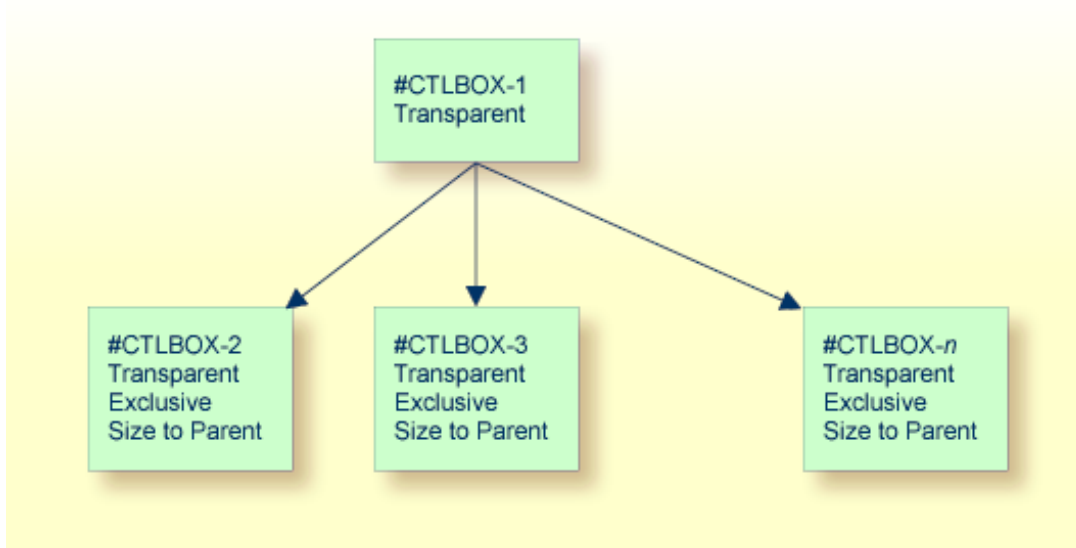 #CTLBOX-1
Transparent
#CTLBOX-2
Transparent
Exclusive
Size to Parent
#CTLBOX-3
Transparent
Exclusive
Size to Parent
#CTLBOX-n
Transparent
Exclusive
Size to Parent